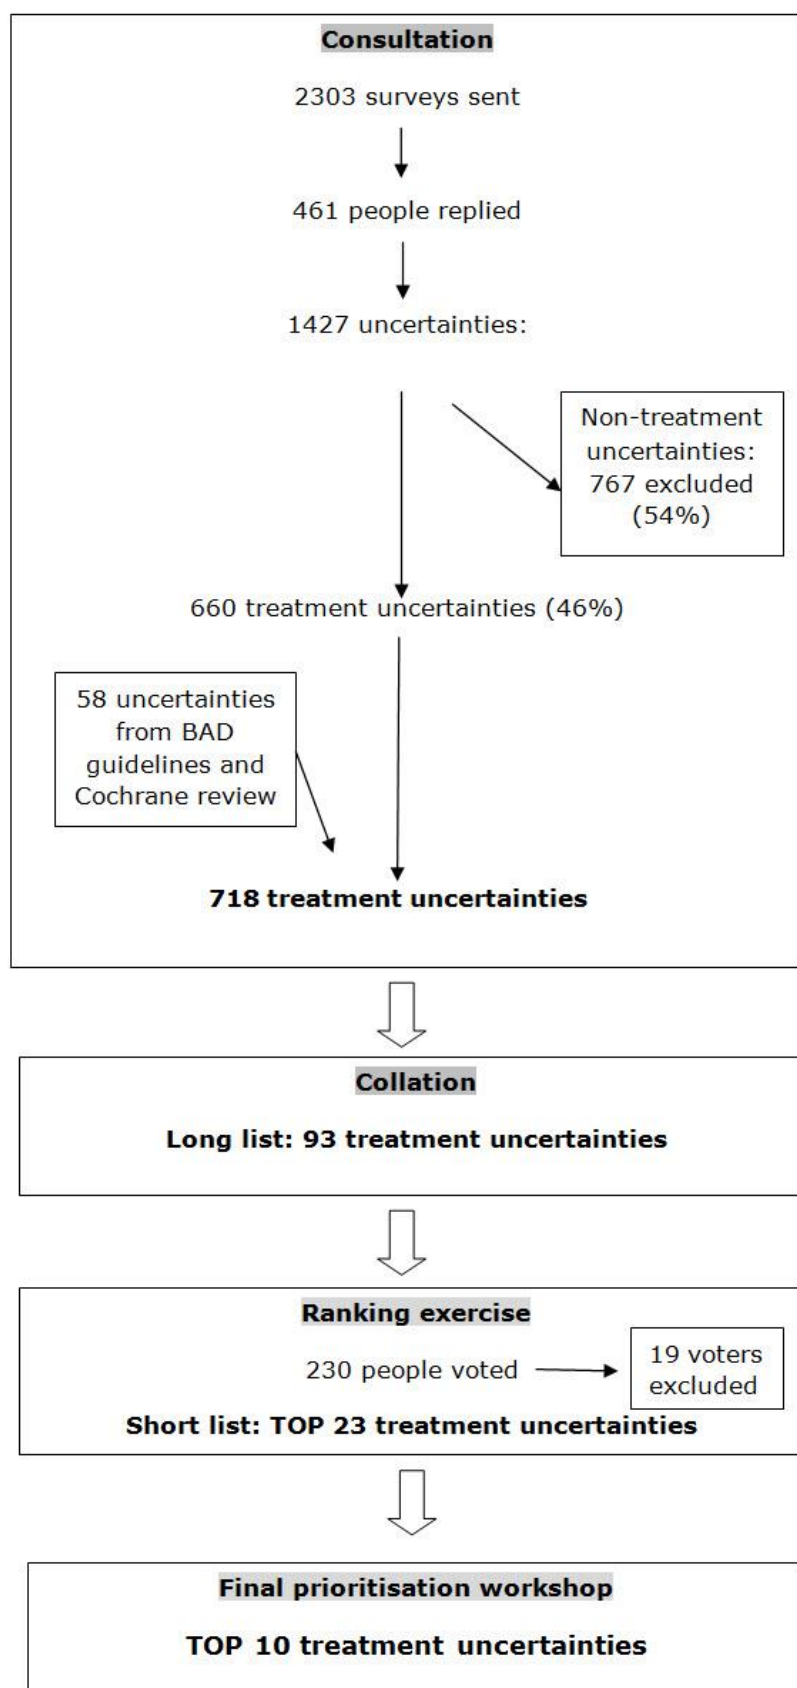 Consultation
2303 surveys sent
461 people replied
1427 uncertainties:
Non-treatment
uncertainties:
767 excluded
(54%)
660 treatment uncertainties (46%)
58 uncertainties
from BAD
guidelines and
Cochrane review
718 treatment uncertainties
Collation
Long list: 93 treatment uncertainties
Ranking exercise
230 people voted
19 voters
excluded
Short list: TOP 23 treatment uncertainties
Final prioritisation workshop
TOP 10 treatment uncertainties